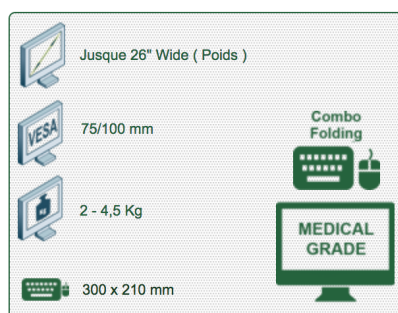 Jusque 26" Wide ( Poids )
VESA
75/100 mm
Combo
Folding
KG
2 - 4,5 Kg
MEDICAL
GRADE
300 x 210 mm